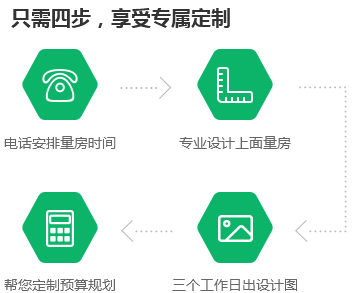 只需四步，享受专属定制
电话安排量房时间
专业设计上面量房
三个工作日出设计图
帮您定制预算规划